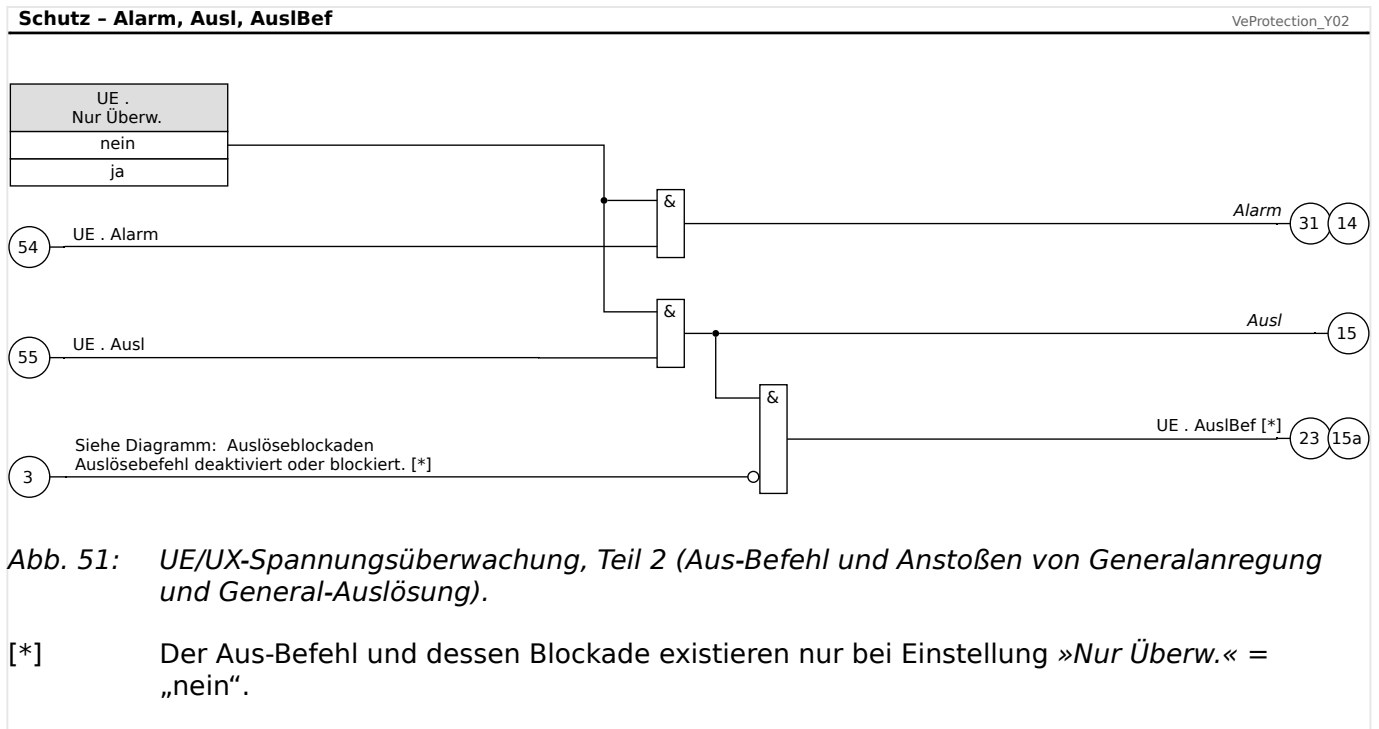 Schutz – Alarm, Ausl, AuslBef
VeProtection_Y02
UE .
Nur Überw.
nein
ja
&
Alarm
31
14
54
UE . Alarm
&
Ausl
15
55
UE . Ausl
&
UE . AuslBef [*]
23
15a
Siehe Diagramm: Auslöseblockaden
Auslösebefehl deaktiviert oder blockiert. [*]
3
Abb. 51: UE/UX-Spannungsüberwachung, Teil 2 (Aus-Befehl und Anstoßen von Generalanregung
und General-Auslösung).
[*] Der Aus-Befehl und dessen Blockade existieren nur bei Einstellung »Nur Überw.« =
„nein“.